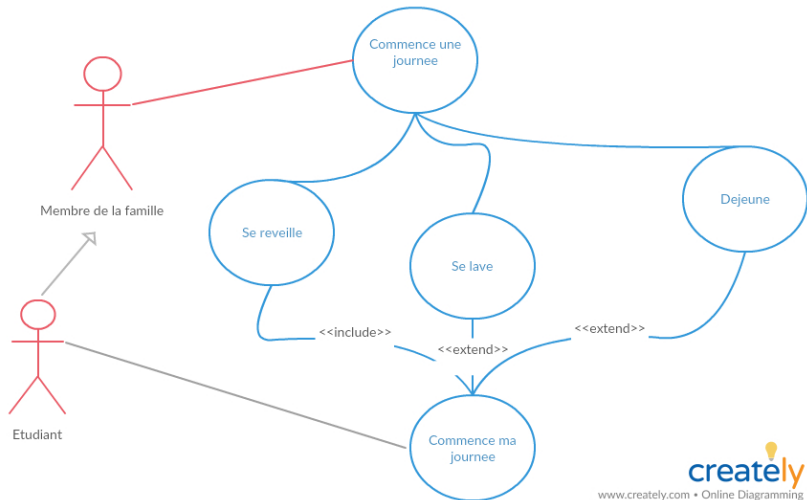 Commence une
journee
Membre de la famille
Se reveille
Se lave
Dejeune
<<include>>
<<extend>>
<<extend>>
Etudiant
Commence ma
journee
creately
www.creately.com • Online Diagramming